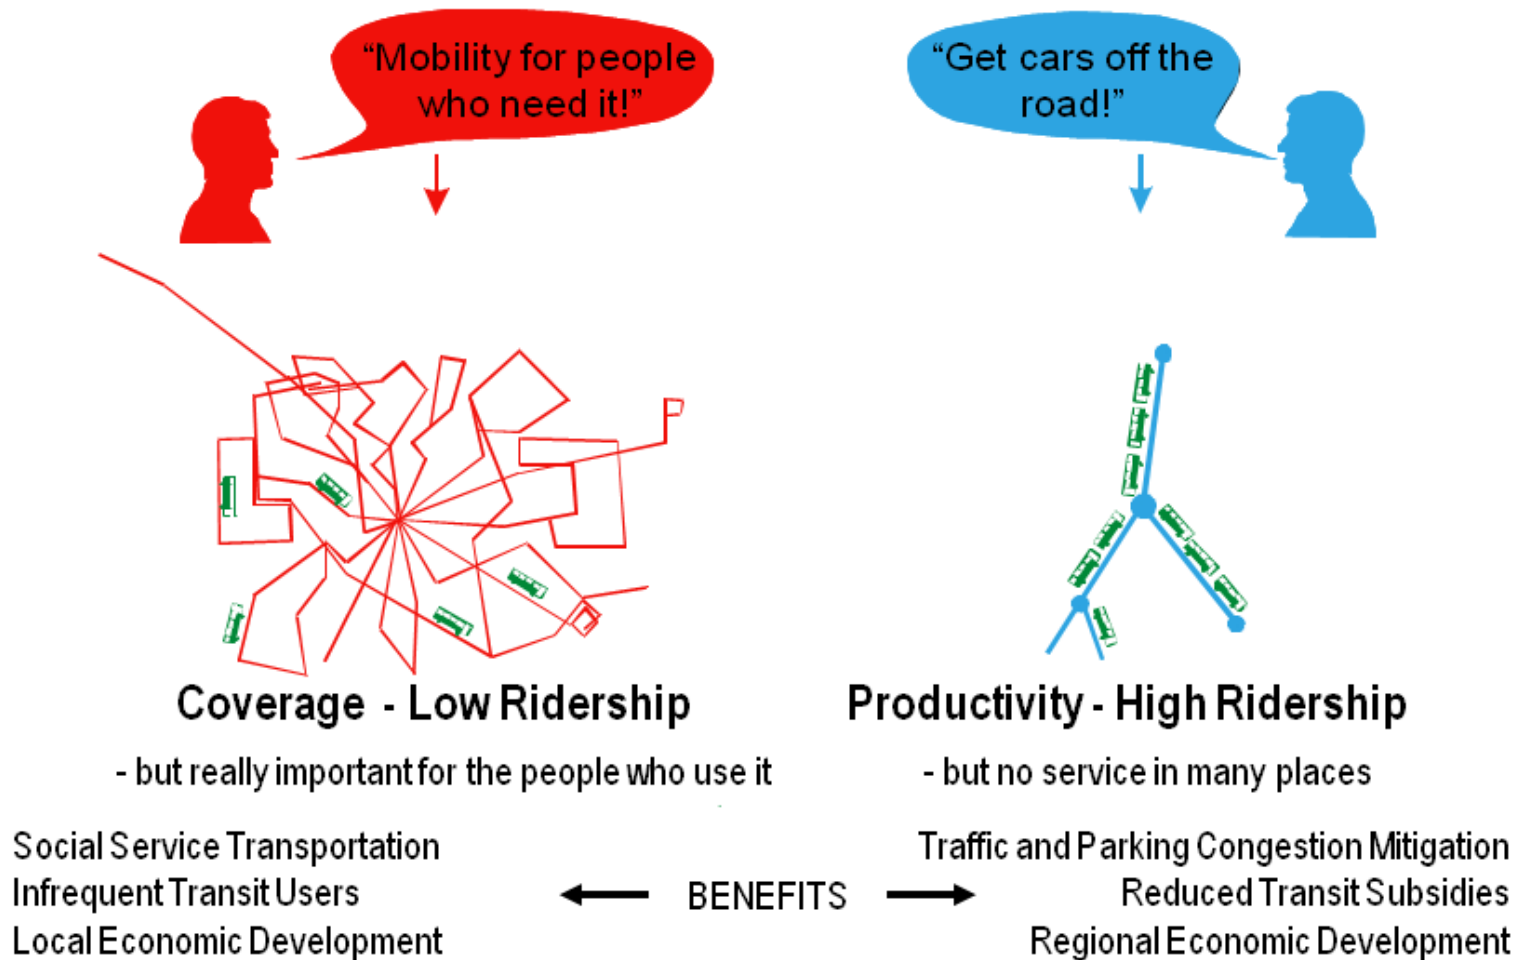 “Mobility for people
who need it!”
“Get cars off the
road!”
Coverage - Low Ridership
- but really important for the people who use it
Productivity - High Ridership
- but no service in many places
Social Service Transportation
Infrequent Transit Users
Local Economic Development
BENEFITS
Traffic and Parking Congestion Mitigation
Reduced Transit Subsidies
Regional Economic Development